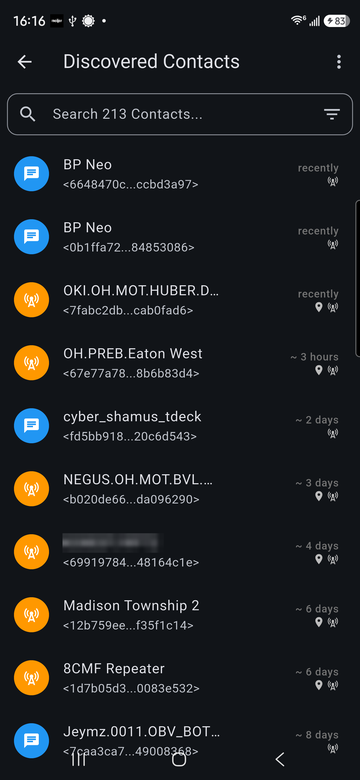 16:16
83
Discovered Contacts
Search 213 Contacts...
BP Neo
recently
<6648470c...ccbd3a97>
BP Neo
recently
<0b1ffa72...84853086>
OKI.OH.MOT.HUBER.D...
recently
<7fabc2db...cab0fad6>
OH.PREB.Eaton West
~ 3 hours
<67e77a78...8b6b83d4>
cyber_shamus_tdeck
~ 2 days
<fd5bb918...20c6d543>
NEGUS.OH.MOT.BVL....
~ 3 days
<b020de66...da096290>
~ 4 days
<69919784...48164c1e>
Madison Township 2
~ 6 days
<12b759ee...f35f1c14>
8CMF Repeater
~ 6 days
<1d7b05d3...0083e532>
Jeymz.0011.OBV_BOT...
~ 8 days
<7caa3ca7...49008368>